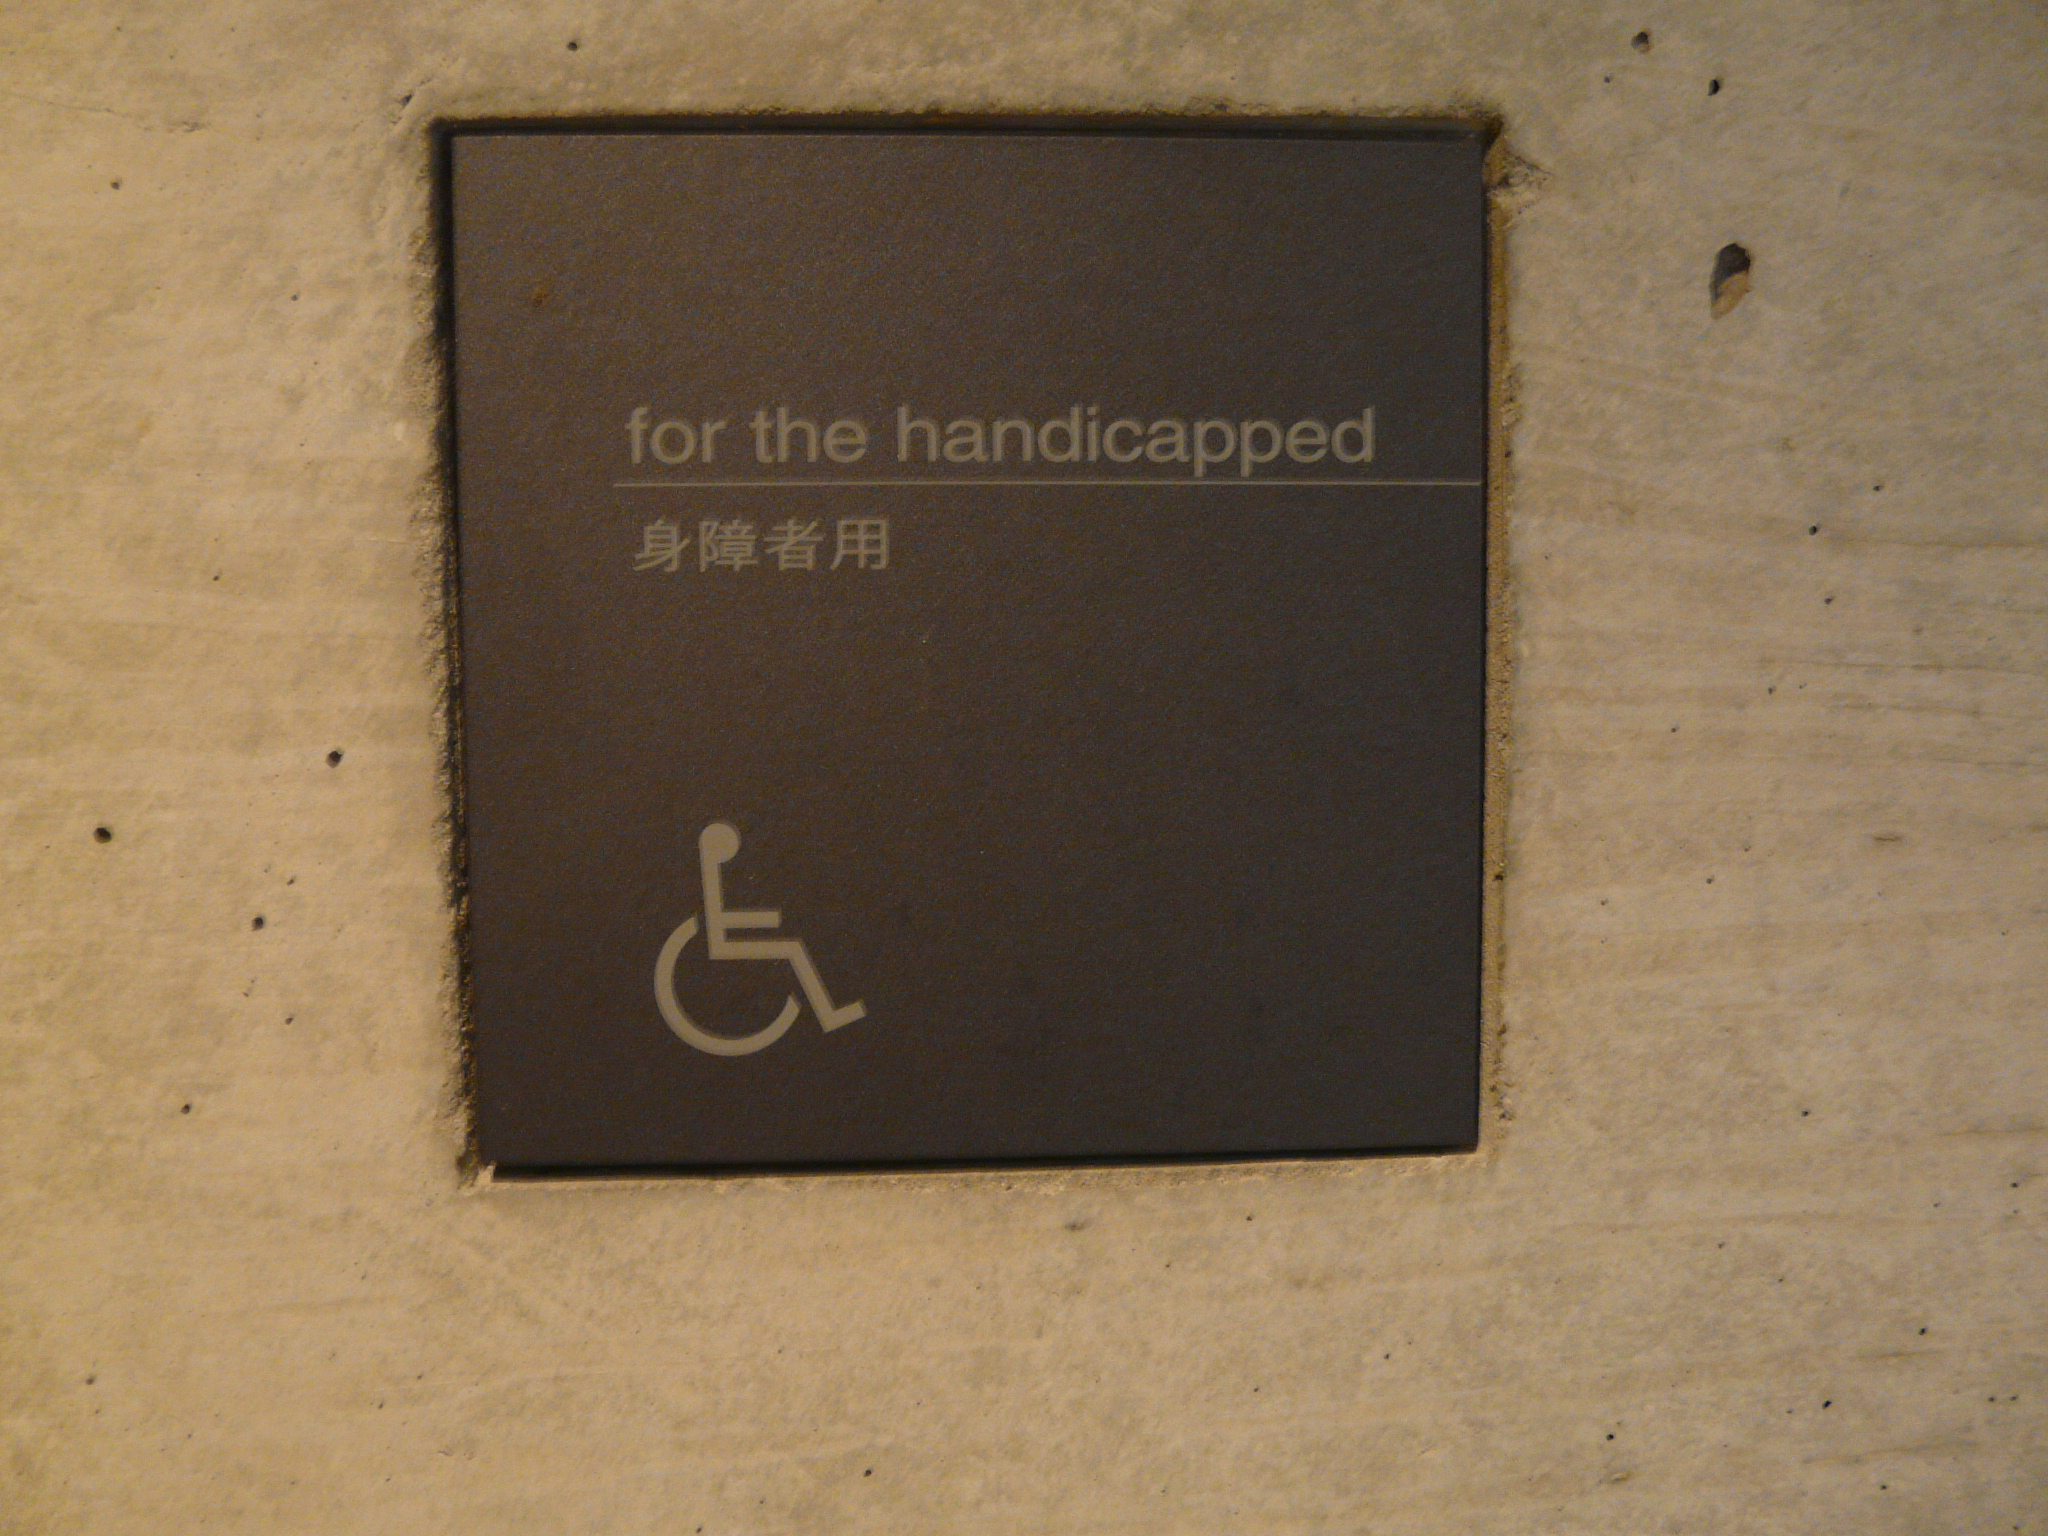 for the handicapped
身障者用